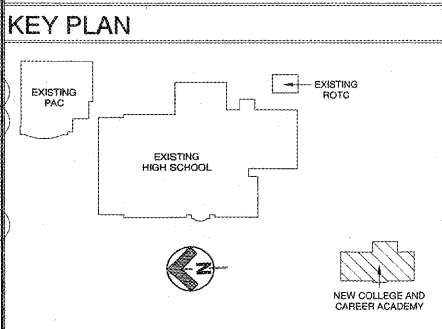 KEY PLAN
EXISTING
PAC
EXISTING
ROTC
EXISTING
HIGH SCHOOL
N
NEW COLLEGE AND
CAREER ACADEMY